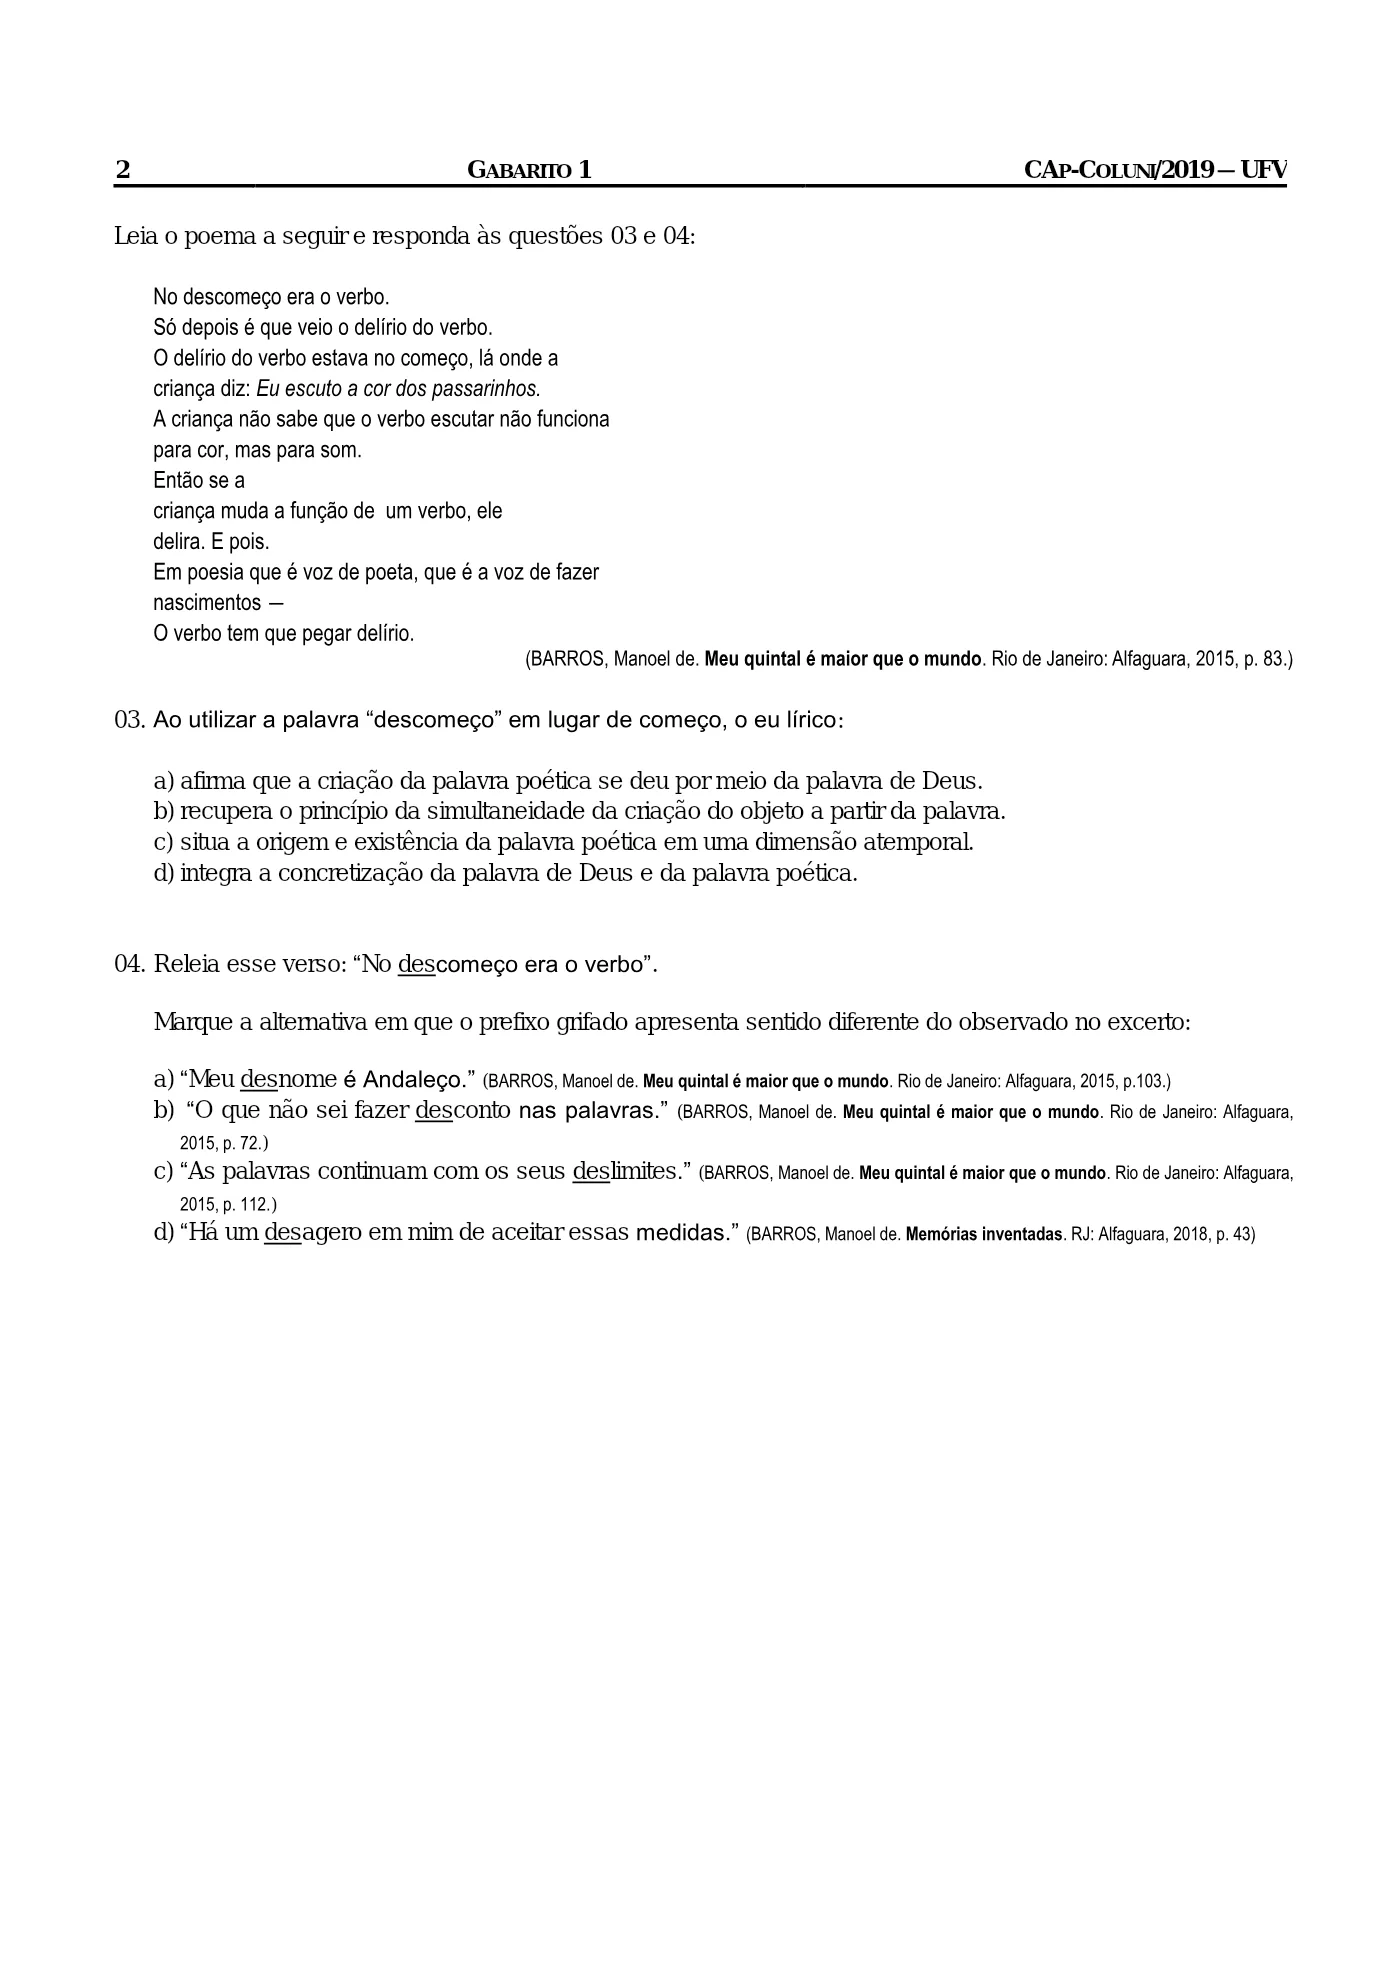 2 GABARITO 1 CAP-COLUNI/2019 — UFV
Leia o poema a seguir e responda às questões 03 e 04:
No descomeço era o verbo.
Só depois é que veio o delírio do verbo.
O delírio do verbo estava no começo, lá onde a
criança diz: Eu escuto a cor dos passarinhos.
A criança não sabe que o verbo escutar não funciona
para cor, mas para som.
Então se a
criança muda a função de um verbo, ele
delira. E pois.
Em poesia que é voz de poeta, que é a voz de fazer
nascimentos —
O verbo tem que pegar delírio.
(BARROS, Manoel de. Meu quintal é maior que o mundo. Rio de Janeiro: Alfaguara, 2015, p. 83.)
03. Ao utilizar a palavra “descomeço” em lugar de começo, o eu lírico:
a) afirma que a criação da palavra poética se deu por meio da palavra de Deus.
b) recupera o princípio da simultaneidade da criação do objeto a partir da palavra.
c) situa a origem e existência da palavra poética em uma dimensão atemporal.
d) integra a concretização da palavra de Deus e da palavra poética.
04. Releia esse verso: “No descomeço era o verbo”.
Marque a alternativa em que o prefixo grifado apresenta sentido diferente do observado no excerto:
a) “Meu desnome é Andaleço.” (BARROS, Manoel de. Meu quintal é maior que o mundo. Rio de Janeiro: Alfaguara, 2015, p.103.)
b) “O que não sei fazer desconto nas palavras.” (BARROS, Manoel de. Meu quintal é maior que o mundo. Rio de Janeiro: Alfaguara,
2015, p. 72.)
c) “As palavras continuam com os seus deslimites.” (BARROS, Manoel de. Meu quintal é maior que o mundo. Rio de Janeiro: Alfaguara,
2015, p. 112.)
d) “Há um desagero em mim de aceitar essas medidas.” (BARROS, Manoel de. Memórias inventadas. RJ: Alfaguara, 2018, p. 43)